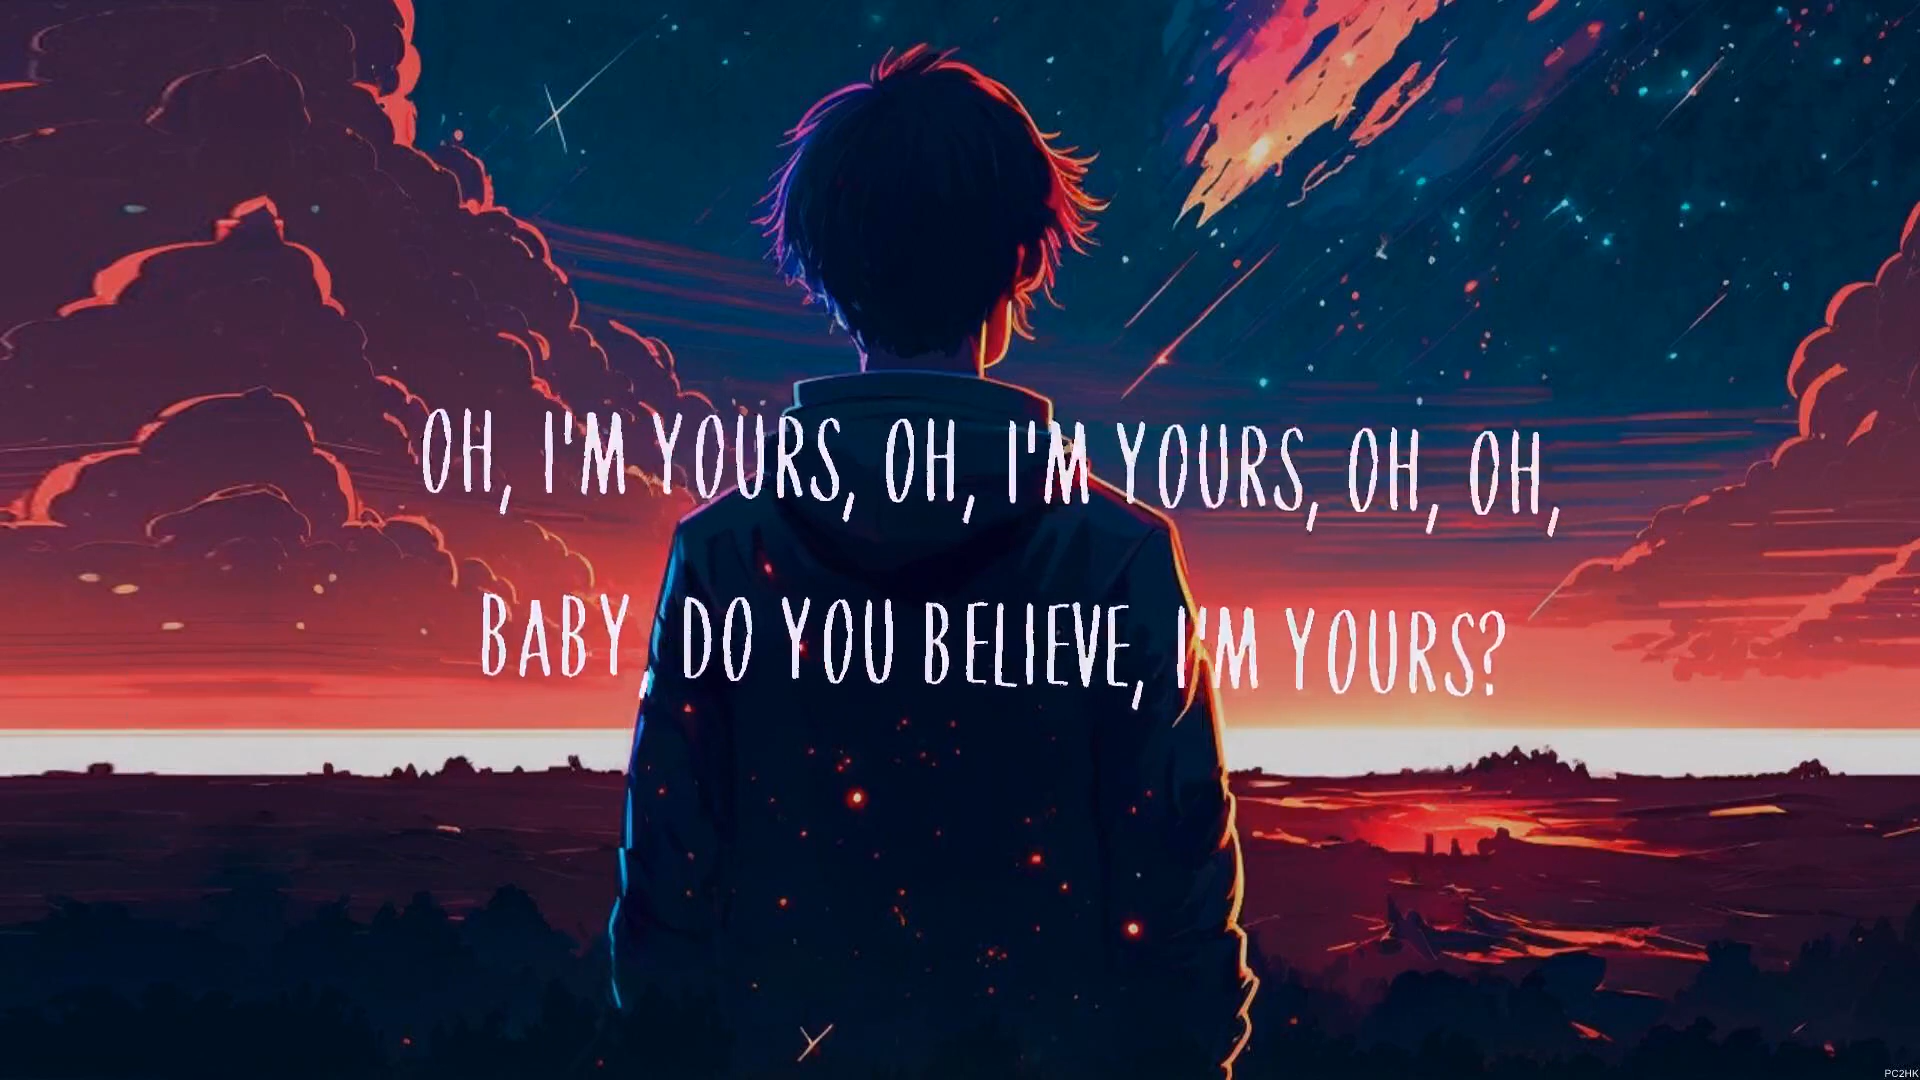 OH, I'M YOURS, OH, I'M YOURS, OH, OH,
BABY, DO YOU BELIEVE, I'M YOURS?
PC2HK